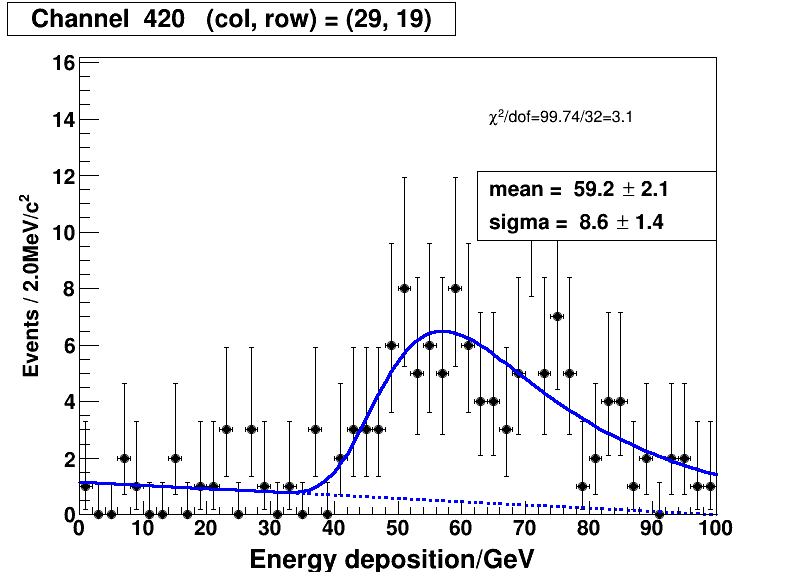 Channel 420 (col, row) = (29, 19)
16
14
12
10
8
6
4
2
0
Events / 2.0MeV/c²
χ²/dof=99.74/32=3.1
mean = 59.2 ± 2.1
sigma = 8.6 ± 1.4
0 10 20 30 40 50 60 70 80 90 100
Energy deposition/GeV